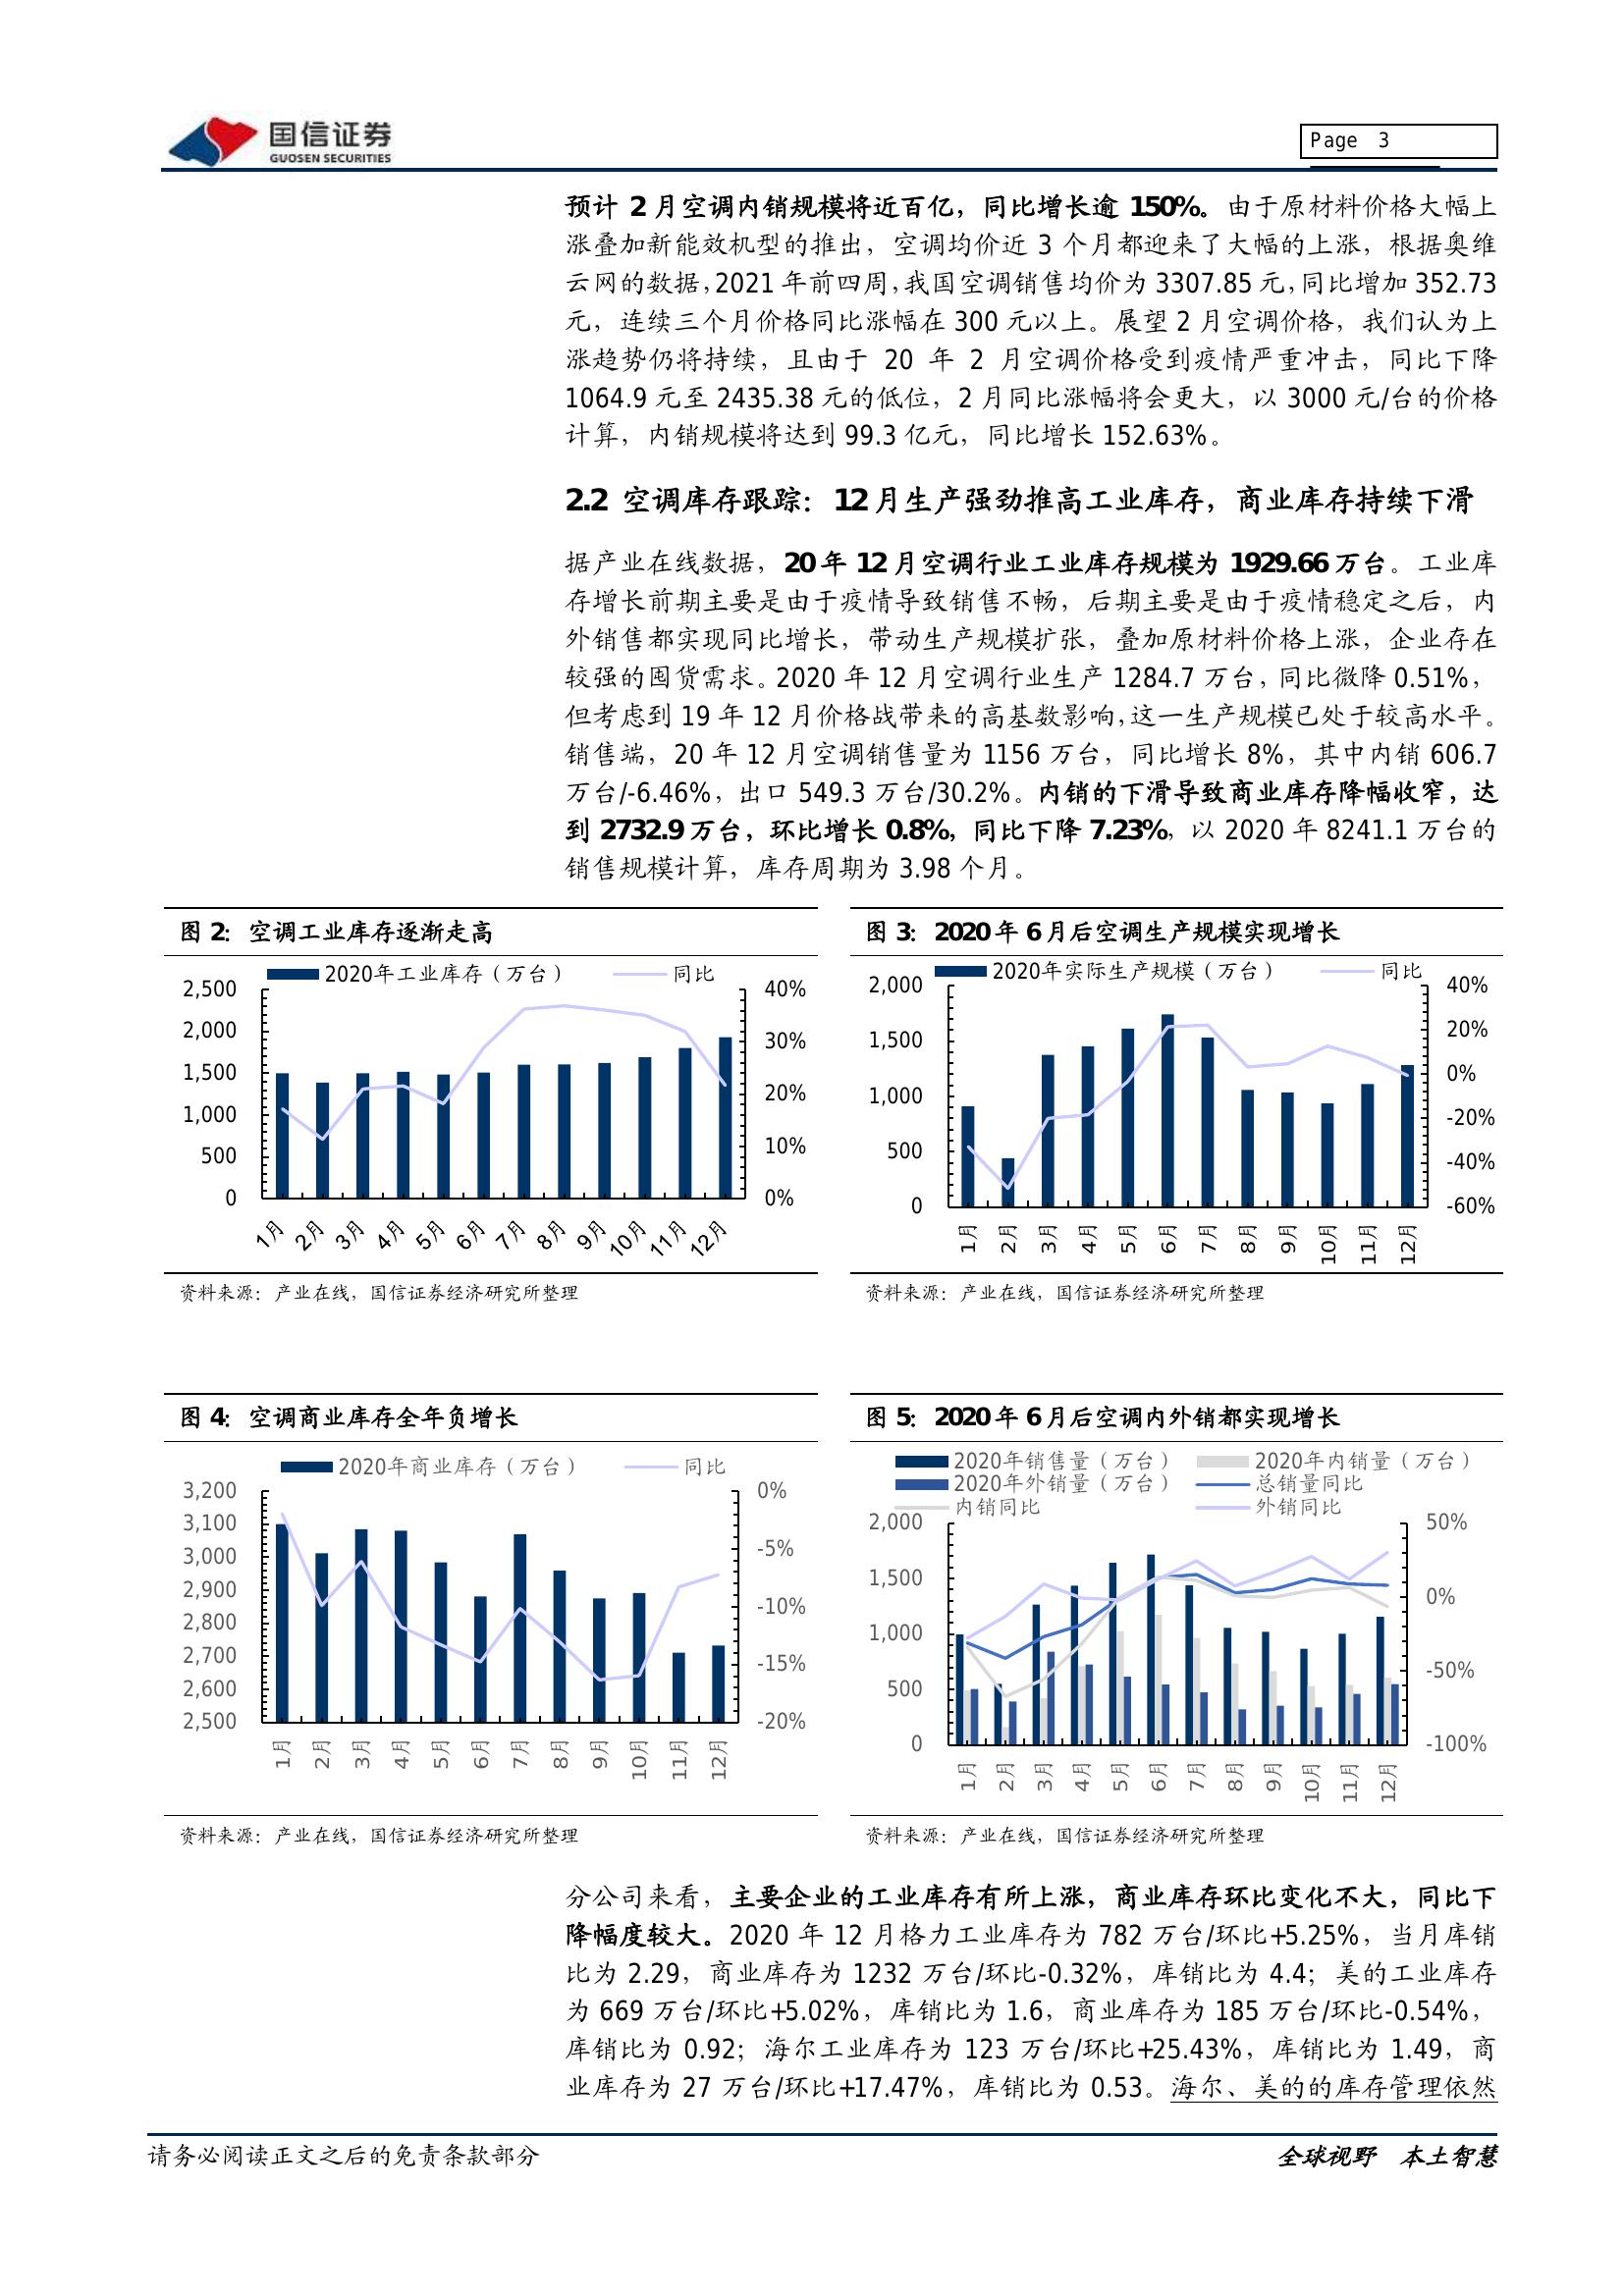 国信证券
GUOSEN SECURITIES
Page 3
预计 2 月空调内销规模将近百亿，同比增长逾 150%。由于原材料价格大幅上
涨叠加新能效机型的推出，空调均价近 3 个月都迎来了大幅的上涨，根据奥维
云网的数据，2021 年前四周，我国空调销售均价为 3307.85 元，同比增加 352.73
元，连续三个月价格同比涨幅在 300 元以上。展望 2 月空调价格，我们认为上
涨趋势仍将持续，且由于 20 年 2 月空调价格受到疫情严重冲击，同比下降
1064.9 元至 2435.38 元的低位，2 月同比涨幅将会更大，以 3000 元/台的价格
计算，内销规模将达到 99.3 亿元，同比增长 152.63%。
2.2 空调库存跟踪：12 月生产强劲推高工业库存，商业库存持续下滑
据产业在线数据，20 年 12 月空调行业工业库存规模为 1929.66 万台。工业库
存增长前期主要是由于疫情导致销售不畅，后期主要是由于疫情稳定之后，内
外销售都实现同比增长，带动生产规模扩张，叠加原材料价格上涨，企业存在
较强的囤货需求。2020 年 12 月空调行业生产 1284.7 万台，同比微降 0.51%，
但考虑到 19 年 12 月价格战带来的高基数影响，这一生产规模已处于较高水平。
销售端，20 年 12 月空调销售量为 1156 万台，同比增长 8%，其中内销 606.7
万台/-6.46%，出口 549.3 万台/30.2%。内销的下滑导致商业库存降幅收窄，达
到 2732.9 万台，环比增长 0.8%，同比下降 7.23%，以 2020 年 8241.1 万台的
销售规模计算，库存周期为 3.98 个月。
图 2：空调工业库存逐渐走高
2020年工业库存（万台） 同比
2,500
2,000
1,500
1,000
500
0
40%
30%
20%
10%
0%
1月 2月 3月 4月 5月 6月 7月 8月 9月 10月 11月 12月
资料来源：产业在线，国信证券经济研究所整理
图 3：2020 年 6 月后空调生产规模实现增长
2020年实际生产规模（万台） 同比
2,000
1,500
1,000
500
0
40%
20%
0%
-20%
-40%
-60%
1月 2月 3月 4月 5月 6月 7月 8月 9月 10月 11月 12月
资料来源：产业在线，国信证券经济研究所整理
图 4：空调商业库存全年负增长
2020年商业库存（万台） 同比
3,200
3,100
3,000
2,900
2,800
2,700
2,600
2,500
0%
-5%
-10%
-15%
-20%
1月 2月 3月 4月 5月 6月 7月 8月 9月 10月 11月 12月
资料来源：产业在线，国信证券经济研究所整理
图 5：2020 年 6 月后空调内外销都实现增长
2020年销售量（万台） 2020年内销量（万台）
2020年外销量（万台） 总销量同比
内销同比 外销同比
2,000
1,500
1,000
500
0
50%
0%
-50%
-100%
1月 2月 3月 4月 5月 6月 7月 8月 9月 10月 11月 12月
资料来源：产业在线，国信证券经济研究所整理
分公司来看，主要企业的工业库存有所上涨，商业库存环比变化不大，同比下
降幅度较大。2020 年 12 月格力工业库存为 782 万台/环比+5.25%，当月库销
比为 2.29，商业库存为 1232 万台/环比-0.32%，库销比为 4.4；美的工业库存
为 669 万台/环比+5.02%，库销比为 1.6，商业库存为 185 万台/环比-0.54%，
库销比为 0.92；海尔工业库存为 123 万台/环比+25.43%，库销比为 1.49，商
业库存为 27 万台/环比+17.47%，库销比为 0.53。海尔、美的的库存管理依然
请务必阅读正文之后的免责条款部分
全球视野 本土智慧